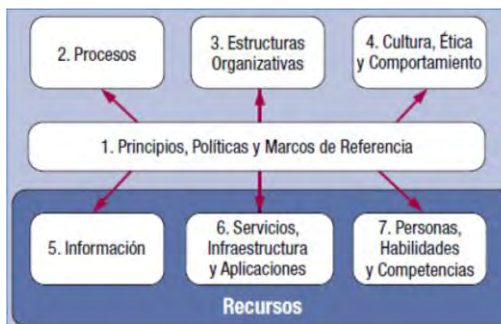 2. Procesos
3. Estructuras
Organizativas
4. Cultura, Ética
y Comportamiento
1. Principios, Políticas y Marcos de Referencia
5. Información
6. Servicios,
Infraestructura
y Aplicaciones
7. Personas,
Habilidades
y Competencias
Recursos